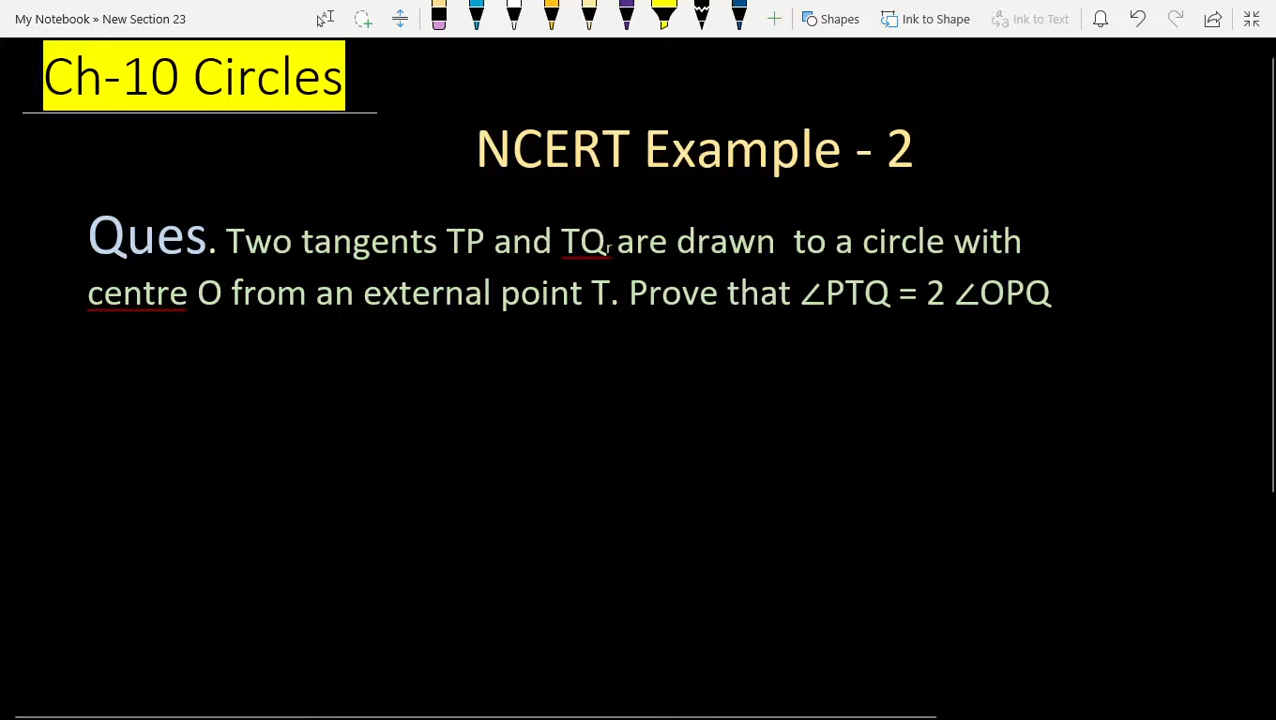 My Notebook » New Section 23
Shapes
Ink to Shape
Ink to Text
Ch-10 Circles
NCERT Example - 2
Ques. Two tangents TP and TQ are drawn to a circle with
centre O from an external point T. Prove that ∠PTQ = 2 ∠OPQ